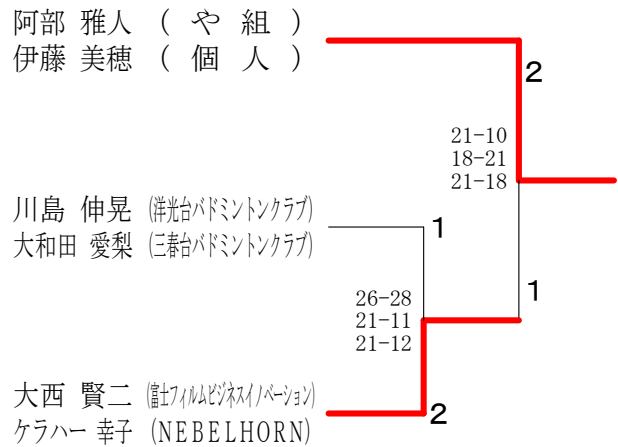 阿部 雅人 ( や 組 )
伊藤 美穂 ( 個 人 )
2
21-10
18-21
21-18
川島 伸晃 (洋光台バドミントンクラブ)
大和田 愛梨 (三春台バドミントンクラブ)
1
1
26-28
21-11
21-12
大西 賢二 (富士フィルムビジネスイノベーション)
ケラハー 幸子 (NEBELHORN)
2